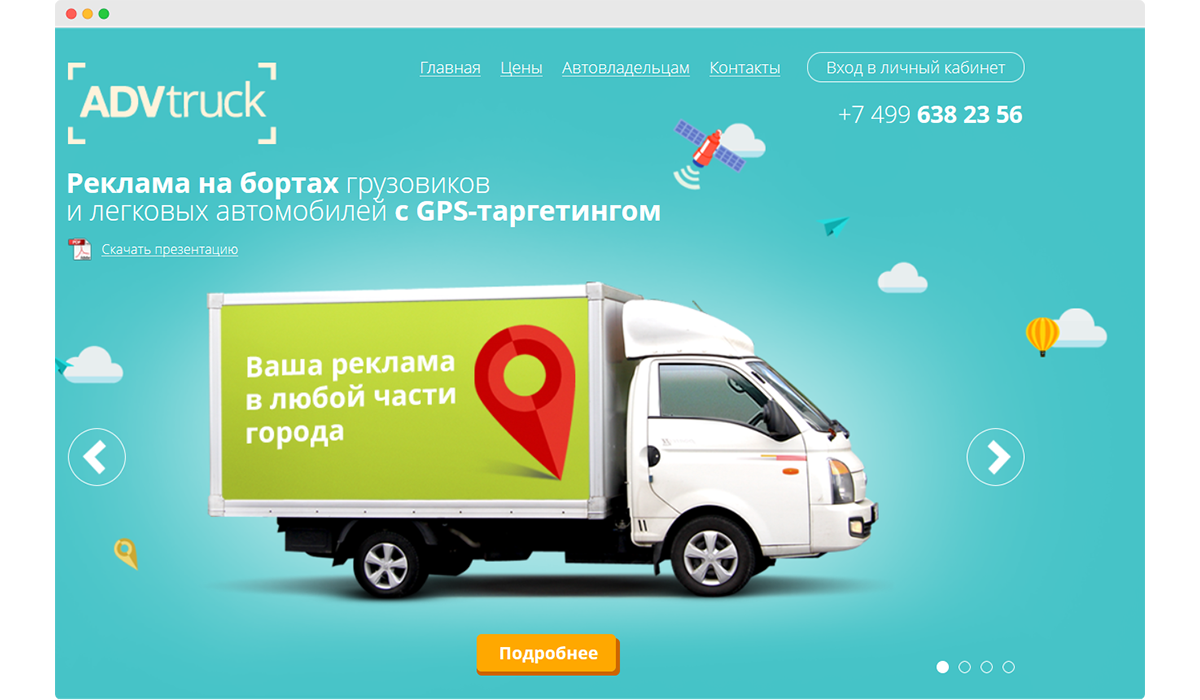 ADVtruck
Главная Цены Автовладельцам Контакты Вход в личный кабинет
+7 499 638 23 56
Реклама на бортах грузовиков
и легковых автомобилей с GPS-таргетингом
PDF
Скачать презентацию
Ваша реклама
в любой части
города
Подробнее